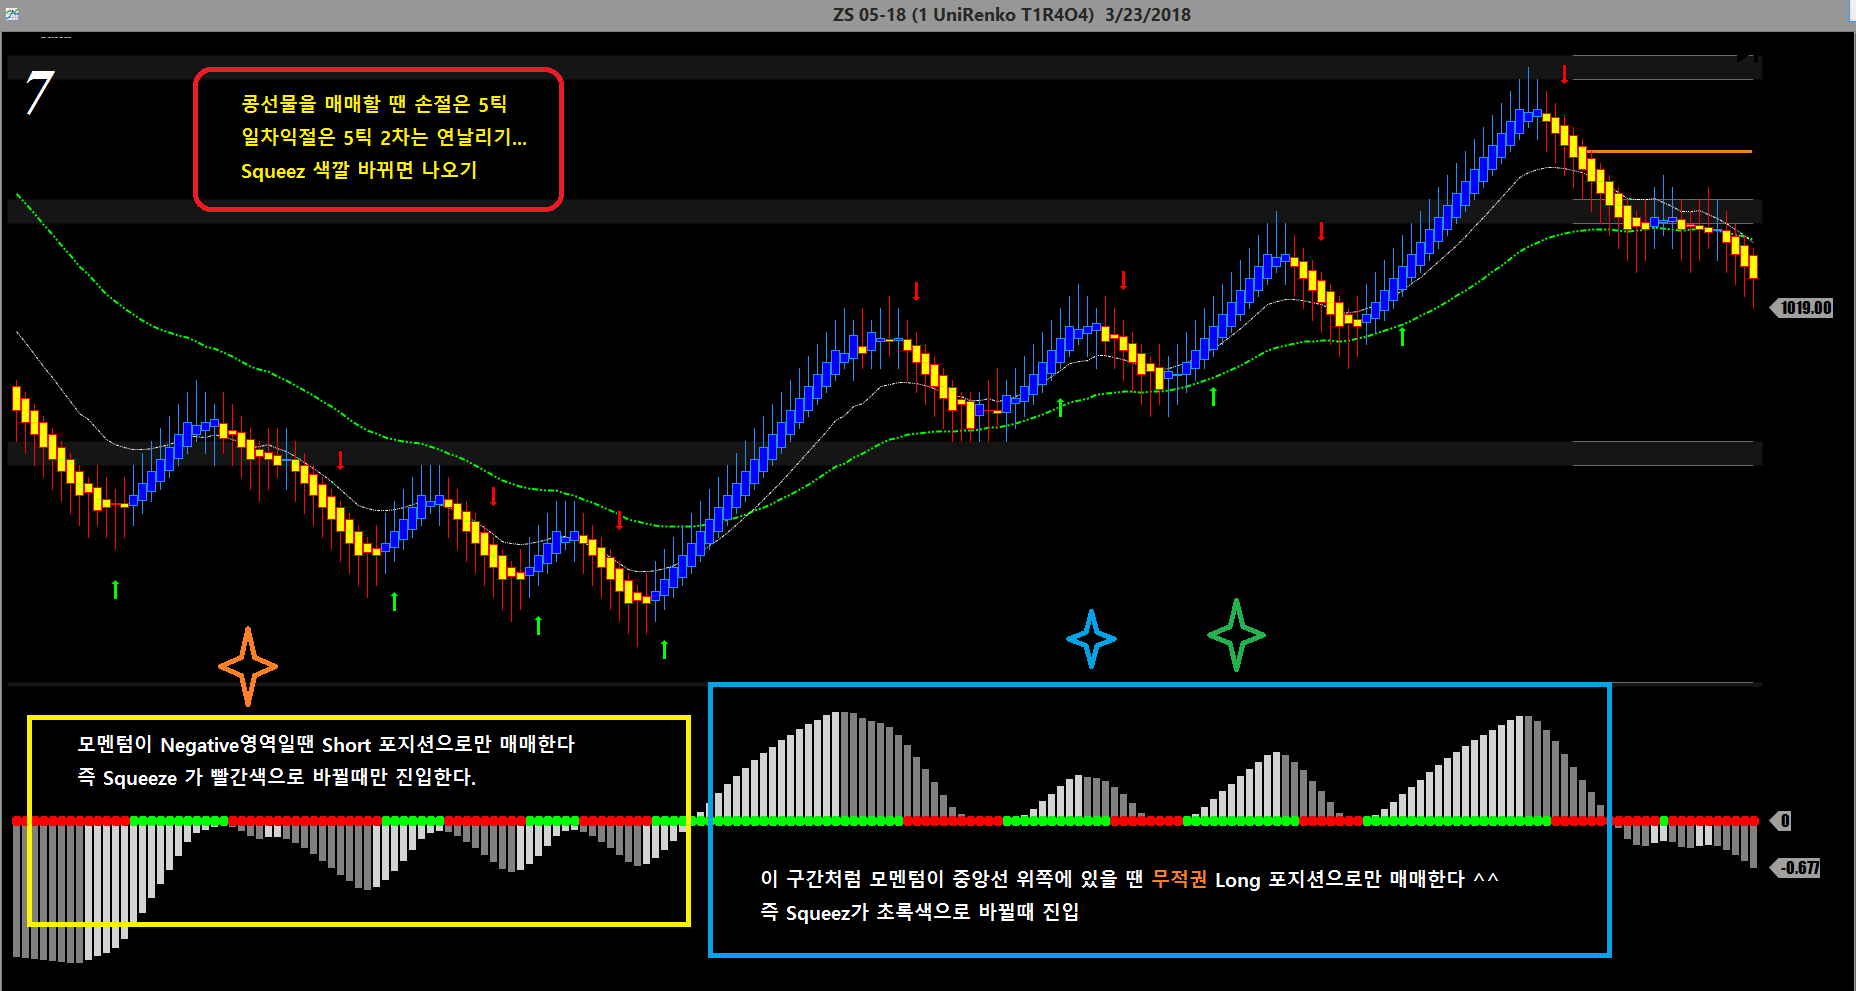 ZS 05-18 (1 UniRenko T1R4O4) 3/23/2018
7
콩선물을 매매할 땐 손절은 5틱
일차익절은 5틱 2차는 연날리기...
Squeez 색깔 바뀌면 나오기
1019.00
모멘텀이 Negative영역일땐 Short 포지션으로만 매매한다
즉 Squeeze 가 빨간색으로 바뀔때만 진입한다.
0
-0.677
이 구간처럼 모멘텀이 중앙선 위쪽에 있을 땐 무적권 Long 포지션으로만 매매한다 ^^
즉 Squeez가 초록색으로 바뀔때 진입